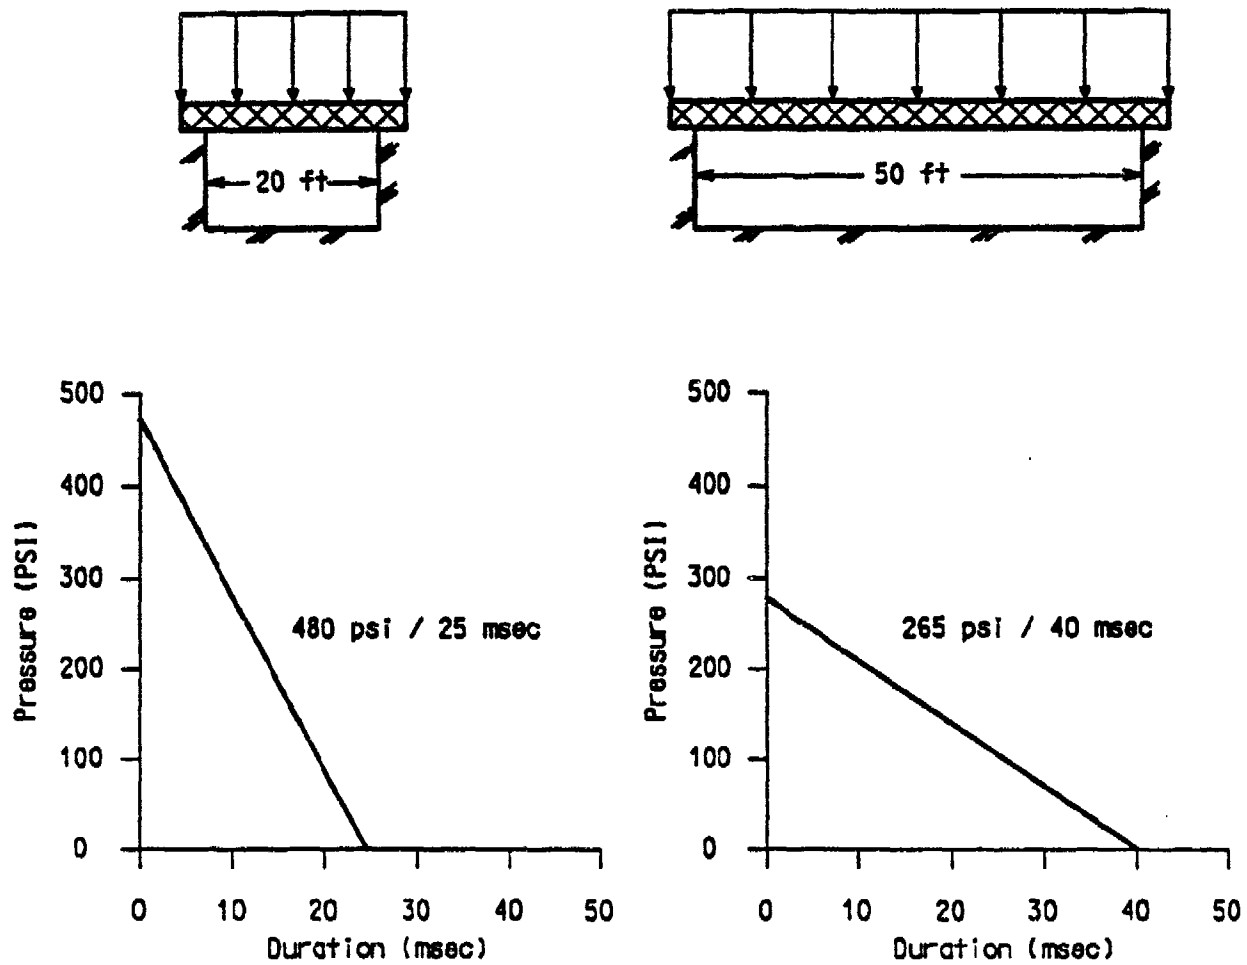 20 ft
50 ft
500
400
300
200
100
0
Pressure (PSI)
480 psi / 25 msec
0 10 20 30 40 50
Duration (msec)
500
400
300
200
100
0
Pressure (PSI)
265 psi / 40 msec
0 10 20 30 40 50
Duration (msec)